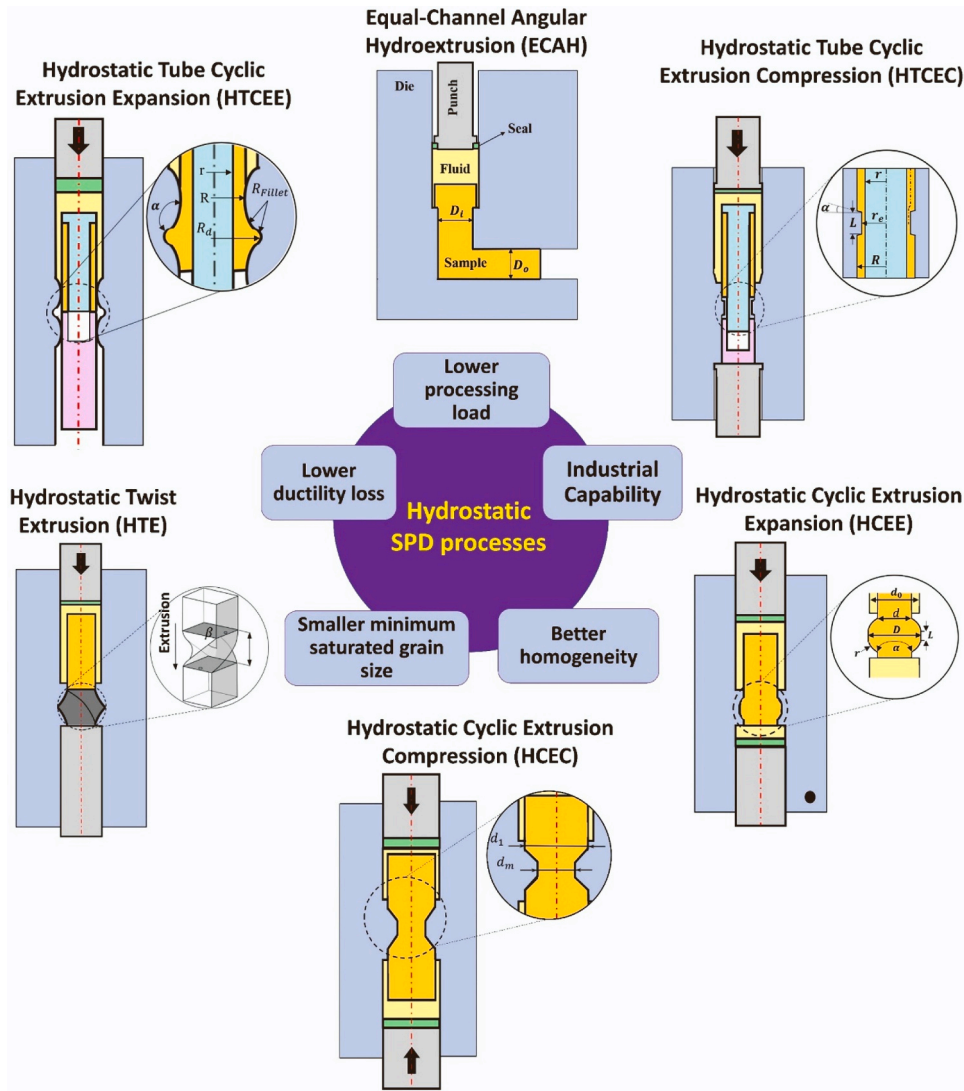 Equal-Channel Angular
Hydroextrusion (ECAH)
Hydrostatic Tube Cyclic
Extrusion Expansion (HTCEE)
Hydrostatic Tube Cyclic
Extrusion Compression (HTCEC)
r
R
R_Fillet
α
R_d
Die
Punch
Seal
Fluid
D_i
Sample
D_o
r
α
L
r_e
R
Lower
processing
load
Lower
ductility loss
Industrial
Capability
Hydrostatic
SPD processes
Smaller minimum
saturated grain
size
Better
homogeneity
Hydrostatic Twist
Extrusion (HTE)
Extrusion
β
Hydrostatic Cyclic Extrusion
Expansion (HCEE)
d_0
d
D
L
r
α
Hydrostatic Cyclic Extrusion
Compression (HCEC)
d_1
d_m